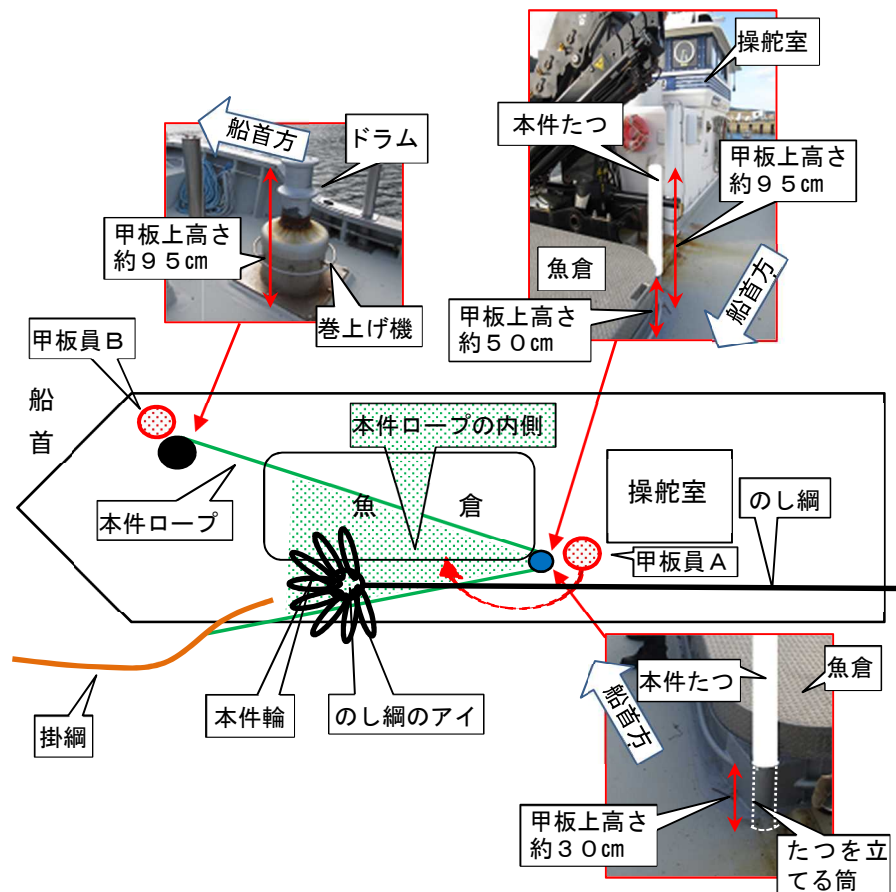 操舵室
船首方
ドラム
本件たつ
甲板上高さ
約９５㎝
甲板上高さ
約９５㎝
魚倉
船首方
甲板上高さ
約５０㎝
巻上げ機
甲板員Ｂ
船
首
本件ロープの内側
魚 倉
操舵室
のし綱
本件ロープ
甲板員Ａ
本件輪
のし綱のアイ
掛綱
船首方
本件たつ
魚倉
甲板上高さ
約３０㎝
たつを立
てる筒